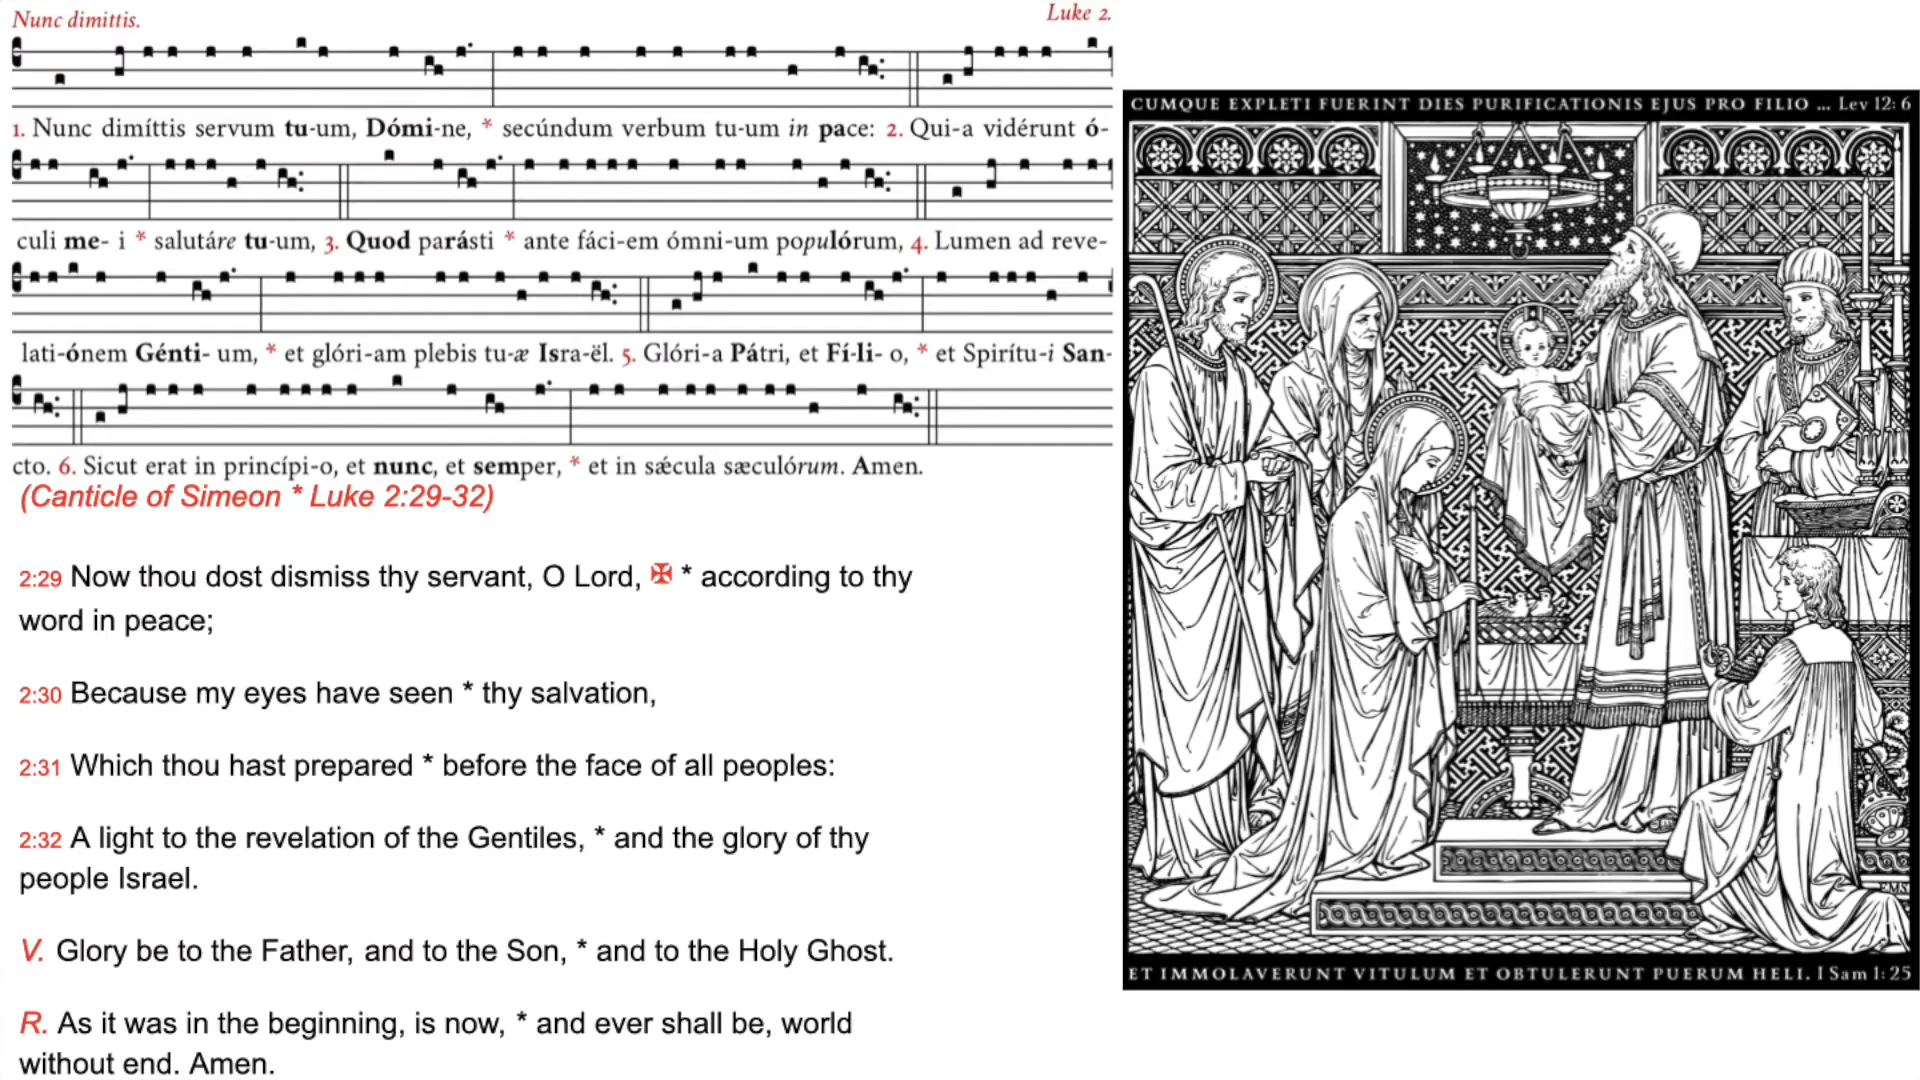 Nunc dimittis.
Luke 2.
1. Nunc dimíttis servum tu-um, Dómi-ne, * secúndum verbum tu-um in pace: 2. Qui-a vidérunt ó-
culi me- i * salutáre tu-um, 3. Quod parásti * ante fáci-em ómni-um populórum, 4. Lumen ad reve-
lati-ónem Génti- um, * et glóri-am plebis tu-æ Isra-ël. 5. Glóri-a Pátri, et Fí-li- o, * et Spirítu-i San-
cto. 6. Sicut erat in princípi-o, et nunc, et semper, * et in sǽcula sæculórum. Amen.
(Canticle of Simeon * Luke 2:29-32)
2:29 Now thou dost dismiss thy servant, O Lord, ✠ * according to thy
word in peace;
2:30 Because my eyes have seen * thy salvation,
2:31 Which thou hast prepared * before the face of all peoples:
2:32 A light to the revelation of the Gentiles, * and the glory of thy
people Israel.
V. Glory be to the Father, and to the Son, * and to the Holy Ghost.
R. As it was in the beginning, is now, * and ever shall be, world
without end. Amen.
CUMQUE EXPLETI FUERINT DIES PURIFICATIONIS EJUS PRO FILIO ... Lev 12: 6
FMS
ET IMMOLAVERUNT VITULUM ET OBTULERUNT PUERUM HELI. I Sam 1: 25